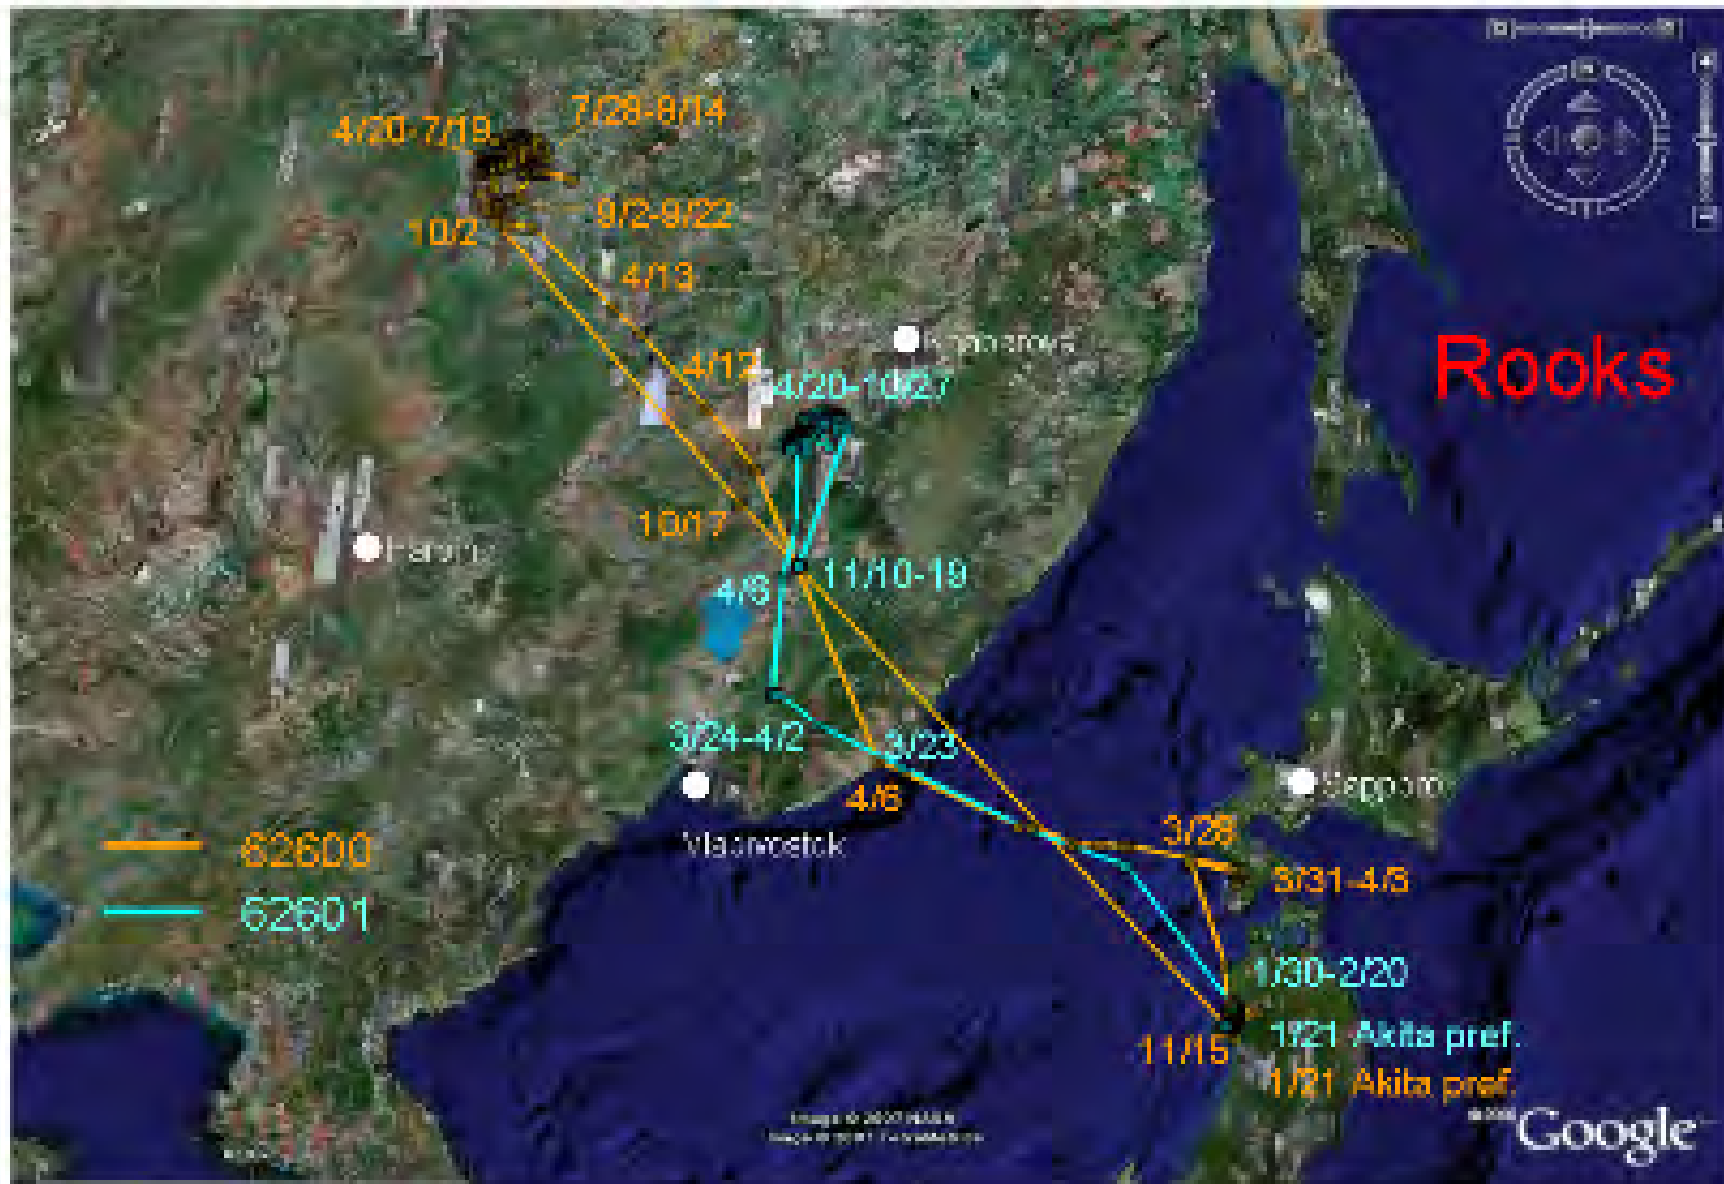 7/28-8/14
4/20-7/19
9/2-9/22
10/2
4/13
Rooks
4/12
4/20-10/27
10/17
Harbin
11/10-19
4/6
3/24-4/2
3/23
Sapporo
4/6
3/28
62600
Vladivostok
3/31-4/3
62601
1/30-2/20
1/21 Akita pref.
11/15
1/21 Akita pref.
Google